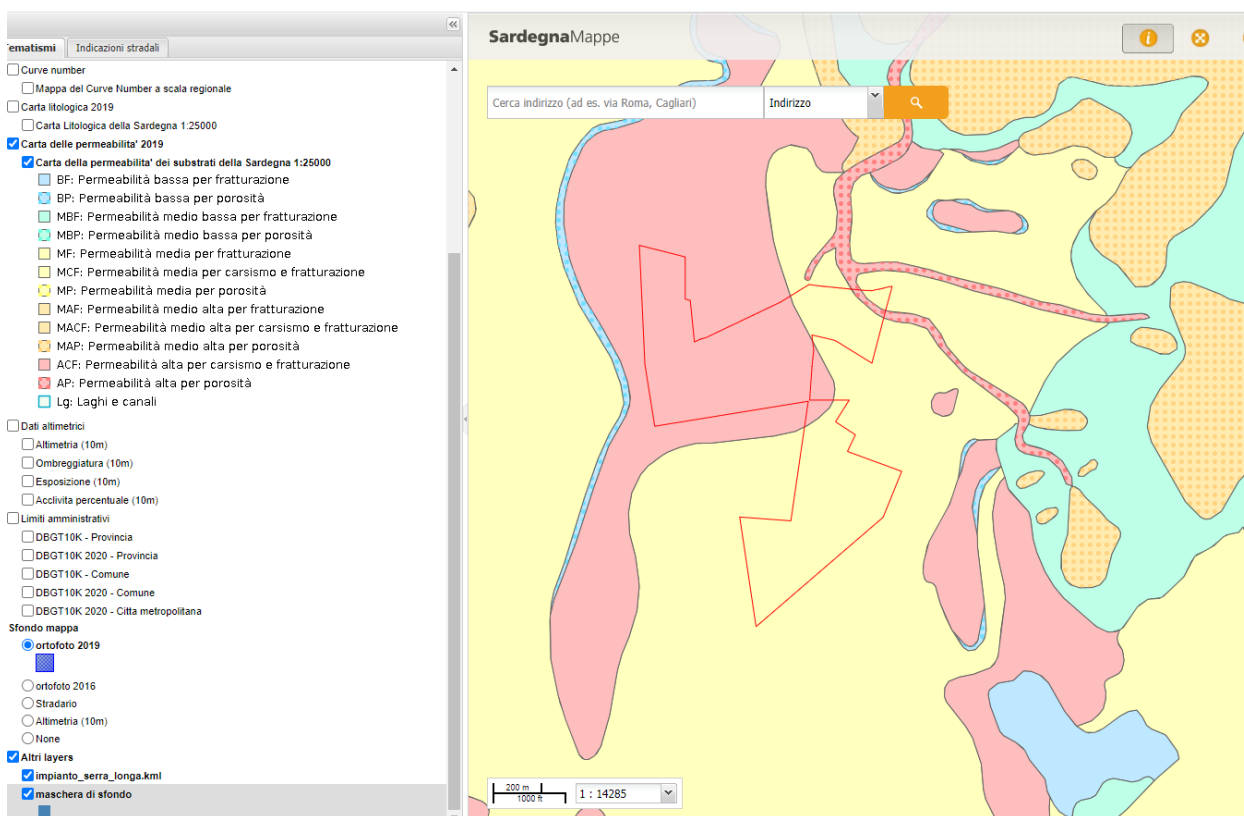 ematismi Indicazioni stradali
Curve number
Mappa del Curve Number a scala regionale
Carta litologica 2019
Carta Litologica della Sardegna 1:25000
Carta delle permeabilita' 2019
Carta della permeabilita' dei substrati della Sardegna 1:25000
BF: Permeabilità bassa per fratturazione
BP: Permeabilità bassa per porosità
MBF: Permeabilità medio bassa per fratturazione
MBP: Permeabilità medio bassa per porosità
MF: Permeabilità media per fratturazione
MCF: Permeabilità media per carsismo e fratturazione
MP: Permeabilità media per porosità
MAF: Permeabilità medio alta per fratturazione
MACF: Permeabilità medio alta per carsismo e fratturazione
MAP: Permeabilità medio alta per porosità
ACF: Permeabilità alta per carsismo e fratturazione
AP: Permeabilità alta per porosità
Lg: Laghi e canali
Dati altimetrici
Altimetria (10m)
Ombreggiatura (10m)
Esposizione (10m)
Acclivita percentuale (10m)
Limiti amministrativi
DBGT10K - Provincia
DBGT10K 2020 - Provincia
DBGT10K - Comune
DBGT10K 2020 - Comune
DBGT10K 2020 - Citta metropolitana
Sfondo mappa
ortofoto 2019
ortofoto 2016
Stradario
Altimetria (10m)
None
Altri layers
impianto_serra_longa.kml
maschera di sfondo
SardegnaMappe
Cerca indirizzo (ad es. via Roma, Cagliari) Indirizzo
200 m
1000 ft
1 : 14285